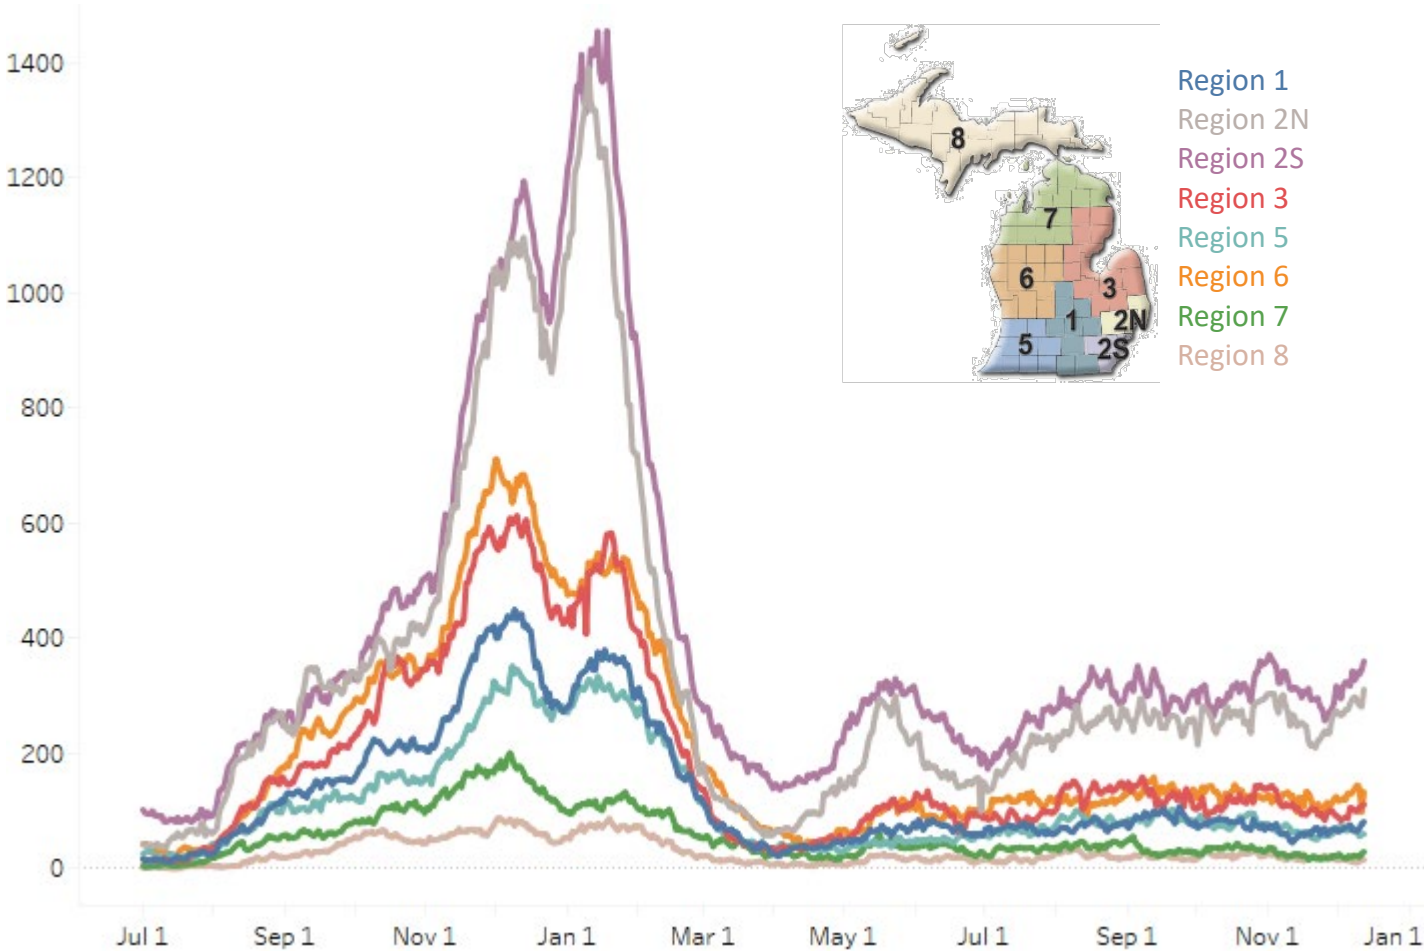 1400
1200
1000
800
600
400
200
0
Jul 1 Sep 1 Nov 1 Jan 1 Mar 1 May 1 Jul 1 Sep 1 Nov 1 Jan 1
8
7
6
3
1
2N
5
2S
Region 1
Region 2N
Region 2S
Region 3
Region 5
Region 6
Region 7
Region 8